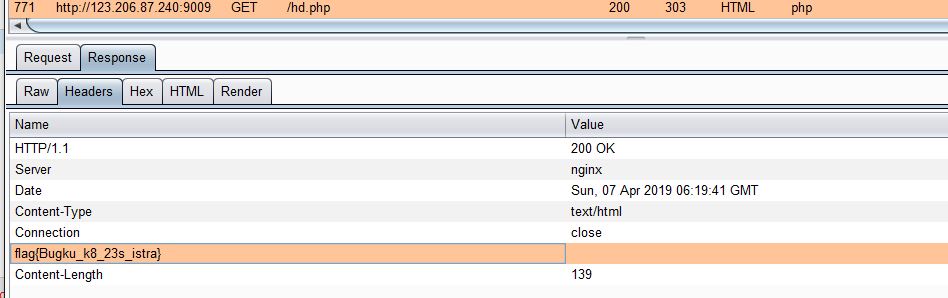 771 http://123.206.87.240:9009 GET /hd.php 200 303 HTML php
Request Response
Raw Headers Hex HTML Render
Name Value
HTTP/1.1 200 OK
Server nginx
Date Sun, 07 Apr 2019 06:19:41 GMT
Content-Type text/html
Connection close
flag{Bugku_k8_23s_istra}
Content-Length 139